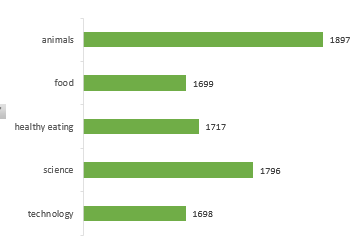 animals 1897
food 1699
healthy eating 1717
science 1796
technology 1698